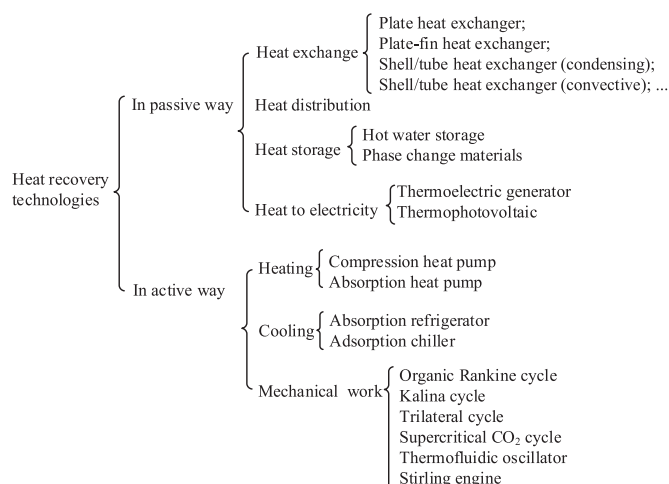 Plate heat exchanger;
Plate-fin heat exchanger;
Heat exchange
Shell/tube heat exchanger (condensing);
Shell/tube heat exchanger (convective); ...
In passive way
Heat distribution
Hot water storage
Heat storage
Phase change materials
Heat recovery
technologies
Thermoelectric generator
Heat to electricity
Thermophotovoltaic
Compression heat pump
Heating
Absorption heat pump
In active way
Absorption refrigerator
Cooling
Adsorption chiller
Organic Rankine cycle
Mechanical work
Kalina cycle
Trilateral cycle
Supercritical CO₂ cycle
Thermofluidic oscillator
Stirling engine